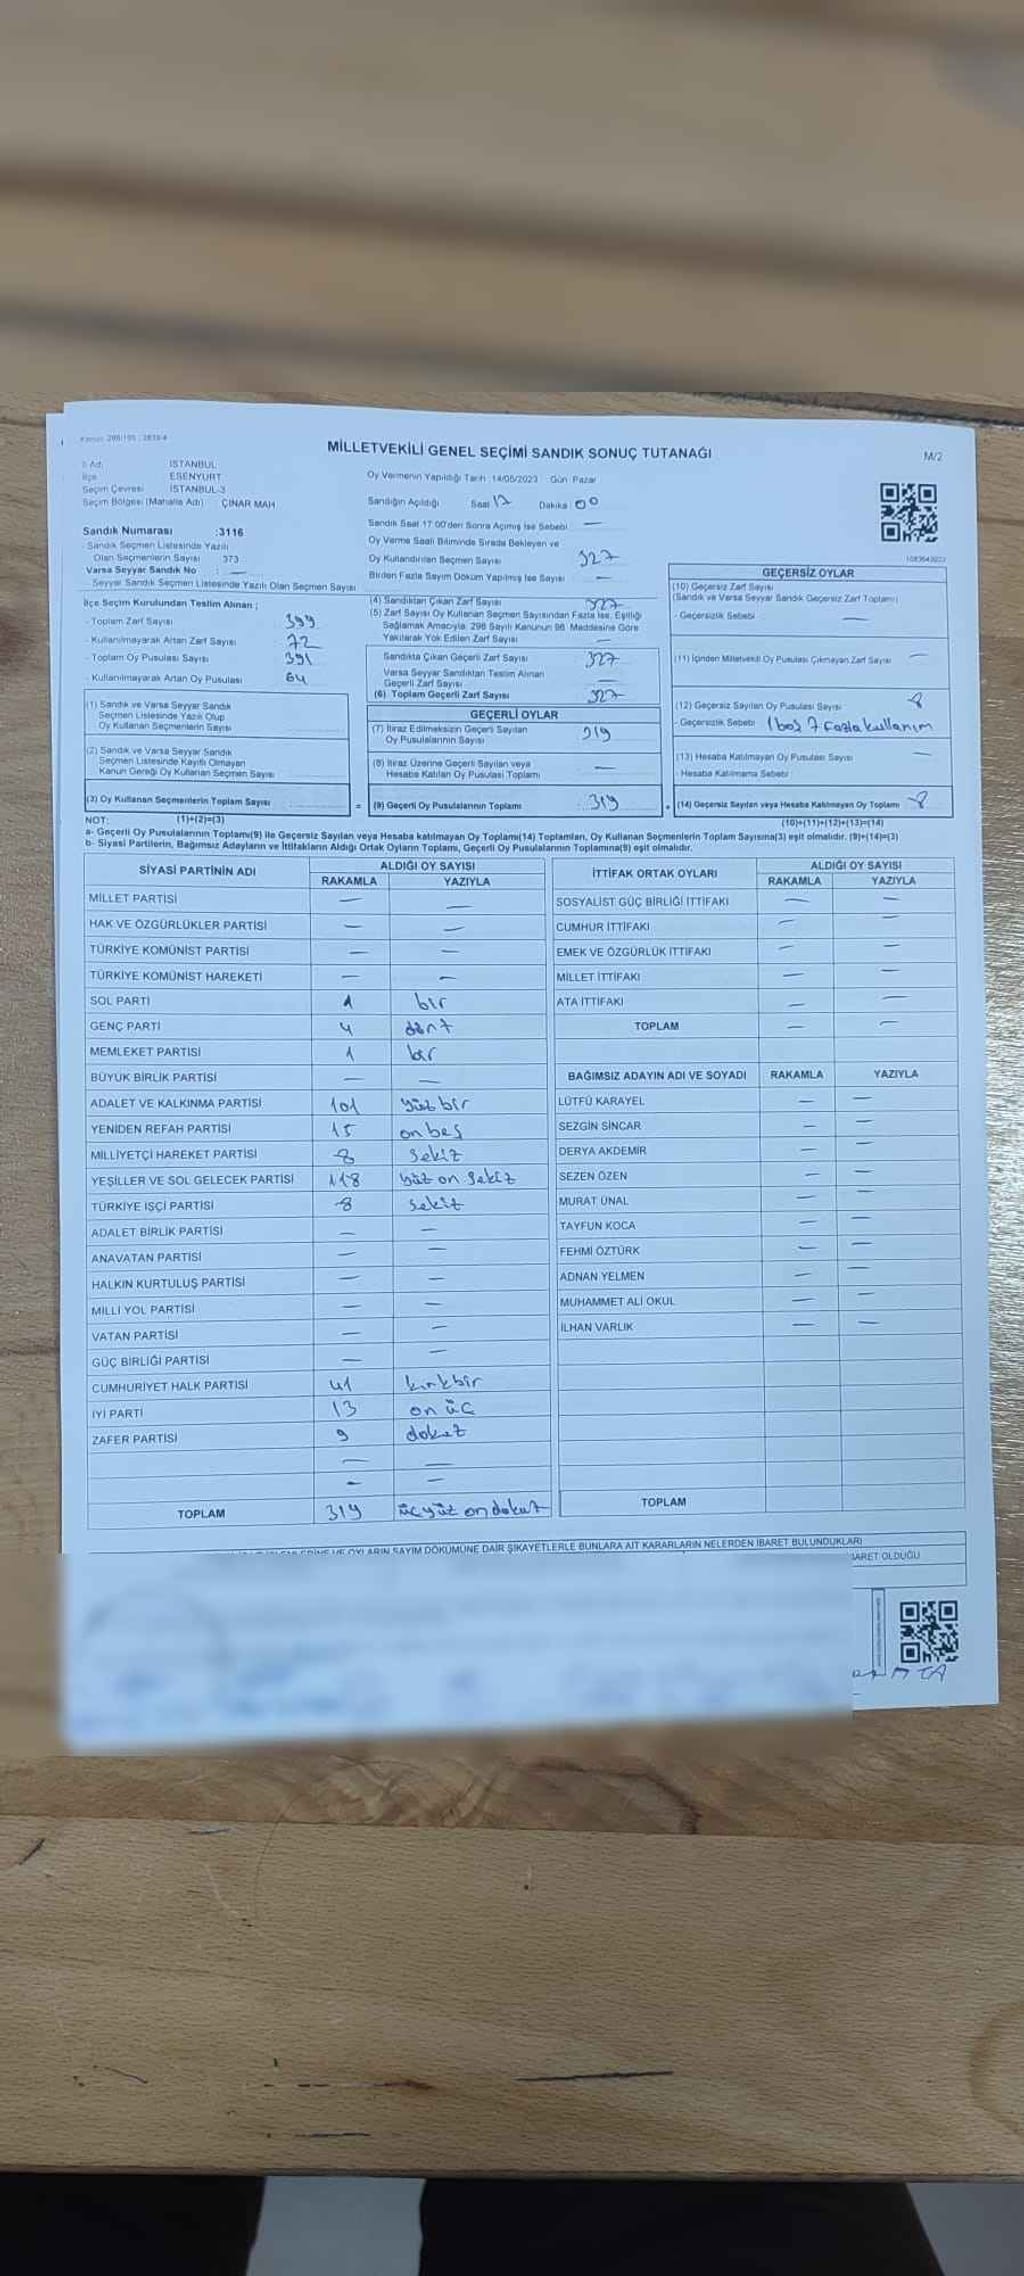 MİLLETVEKİLİ GENEL SEÇİMİ SANDIK SONUÇ TUTANAĞI
M/2
İSTANBUL
ESENYURT
Seçim Çevresi İSTANBUL-3
Seçim Bölgesi (Mahalle Adı) ÇINAR MAH
Sandık Numarası :3116
Sandık Seçmen Listesinde Yazılı
Olan Seçmenlerin Sayısı 373
Varsa Seyyar Sandık No : —
Seyyar Sandık Seçmen Listesinde Yazılı Olan Seçmen Sayısı
Oy Vermenin Yapıldığı Tarih :14/05/2023 Gün Pazar
Sandığın Açıldığı Saat 17 Dakika 00
Sandık Saat 17:00'den Sonra Açılmış İse Sebebi —
Oy Verme Saati Bitiminde Sırada Bekleyen ve
Oy Kullandırılan Seçmen Sayısı 327
Birden Fazla Sayım Döküm Yapılmış İse Sayısı —
İlçe Seçim Kurulundan Teslim Alınan ;
- Toplam Zarf Sayısı 399
- Kullanılmayarak Artan Zarf Sayısı 72
- Toplam Oy Pusulası Sayısı 391
- Kullanılmayarak Artan Oy Pusulası 64
(1) Sandık ve Varsa Seyyar Sandık
Seçmen Listesinde Yazılı Olup
Oy Kullanan Seçmenlerin Sayısı
(2) Sandık ve Varsa Seyyar Sandık
Seçmen Listesinde Kayıtlı Olmayan
Kanun Gereği Oy Kullanan Seçmen Sayısı
(3) Oy Kullanan Seçmenlerin Toplam Sayısı
(4) Sandıktan Çıkan Zarf Sayısı 327
(5) Zarf Sayısı Oy Kullanan Seçmen Sayısından Fazla İse, Eşitliği
Sağlamak Amacıyla, 298 Sayılı Kanunun 98. Maddesine Göre
Yakılarak Yok Edilen Zarf Sayısı —
Sandıkta Çıkan Geçerli Zarf Sayısı 327
Varsa Seyyar Sandıktan Teslim Alınan
Geçerli Zarf Sayısı —
(6) Toplam Geçerli Zarf Sayısı 327
GEÇERLİ OYLAR
(7) İtiraz Edilmeksizin Geçerli Sayılan
Oy Pusulalarının Sayısı 319
(8) İtiraz Üzerine Geçerli Sayılan veya
Hesaba Katılan Oy Pusulası Toplamı —
= (9) Geçerli Oy Pusulalarının Toplamı 319
GEÇERSİZ OYLAR
(10) Geçersiz Zarf Sayısı
(Sandık ve Varsa Seyyar Sandık Geçersiz Zarf Toplamı)
- Geçersizlik Sebebi —
(11) İçinden Milletvekili Oy Pusulası Çıkmayan Zarf Sayısı —
(12) Geçersiz Sayılan Oy Pusulası Sayısı 8
- Geçersizlik Sebebi 1 boş 7 fazla kullanım
(13) Hesaba Katılmayan Oy Pusulası Sayısı —
- Hesaba Katılmama Sebebi
+ (14) Geçersiz Sayılan veya Hesaba Katılmayan Oy Toplamı 8
NOT: (1)+(2)=(3)
(10)+(11)+(12)+(13)=(14)
a- Geçerli Oy Pusulalarının Toplamı(9) ile Geçersiz Sayılan veya Hesaba katılmayan Oy Toplamı(14) Toplamları, Oy Kullanan Seçmenlerin Toplam Sayısına(3) eşit olmalıdır. (9)+(14)=(3)
b- Siyasi Partilerin, Bağımsız Adayların ve İttifakların Aldığı Ortak Oyların Toplamı, Geçerli Oy Pusulalarının Toplamına(9) eşit olmalıdır.
SİYASİ PARTİNİN ADI ALDIĞI OY SAYISI
RAKAMLA YAZIYLA
MİLLET PARTİSİ — —
HAK VE ÖZGÜRLÜKLER PARTİSİ — —
TÜRKİYE KOMÜNİST PARTİSİ — —
TÜRKİYE KOMÜNİST HAREKETİ — —
SOL PARTİ 1 bir
GENÇ PARTİ 4 dört
MEMLEKET PARTİSİ 1 bir
BÜYÜK BİRLİK PARTİSİ — —
ADALET VE KALKINMA PARTİSİ 101 yüz bir
YENİDEN REFAH PARTİSİ 15 on beş
MİLLİYETÇİ HAREKET PARTİSİ 8 sekiz
YEŞİLLER VE SOL GELECEK PARTİSİ 118 yüz on sekiz
TÜRKİYE İŞÇİ PARTİSİ 8 sekiz
ADALET BİRLİK PARTİSİ — —
ANAVATAN PARTİSİ — —
HALKIN KURTULUŞ PARTİSİ — —
MİLLİ YOL PARTİSİ — —
VATAN PARTİSİ — —
GÜÇ BİRLİĞİ PARTİSİ — —
CUMHURİYET HALK PARTİSİ 41 kırkbir
İYİ PARTİ 13 on üç
ZAFER PARTİSİ 9 dokuz
— —
— —
TOPLAM 319 üçyüz ondokuz
İTTİFAK ORTAK OYLARI ALDIĞI OY SAYISI
RAKAMLA YAZIYLA
SOSYALİST GÜÇ BİRLİĞİ İTTİFAKI — —
CUMHUR İTTİFAKI — —
EMEK VE ÖZGÜRLÜK İTTİFAKI — —
MİLLET İTTİFAKI — —
ATA İTTİFAKI — —
TOPLAM — —
BAĞIMSIZ ADAYIN ADI VE SOYADI RAKAMLA YAZIYLA
LÜTFÜ KARAYEL — —
SEZGİN SİNCAR — —
DERYA AKDEMİR — —
SEZEN ÖZEN — —
MURAT ÜNAL — —
TAYFUN KOCA — —
FEHMİ ÖZTÜRK — —
ADNAN YELMEN — —
MUHAMMET ALİ OKUL — —
İLHAN VARLIK — —
TOPLAM
OYLARIN SAYIM DÖKÜMÜNE DAİR ŞİKAYETLERLE BUNLARA AİT KARARLARIN NELERDEN İBARET BULUNDUKLARI
BARET OLDUĞU